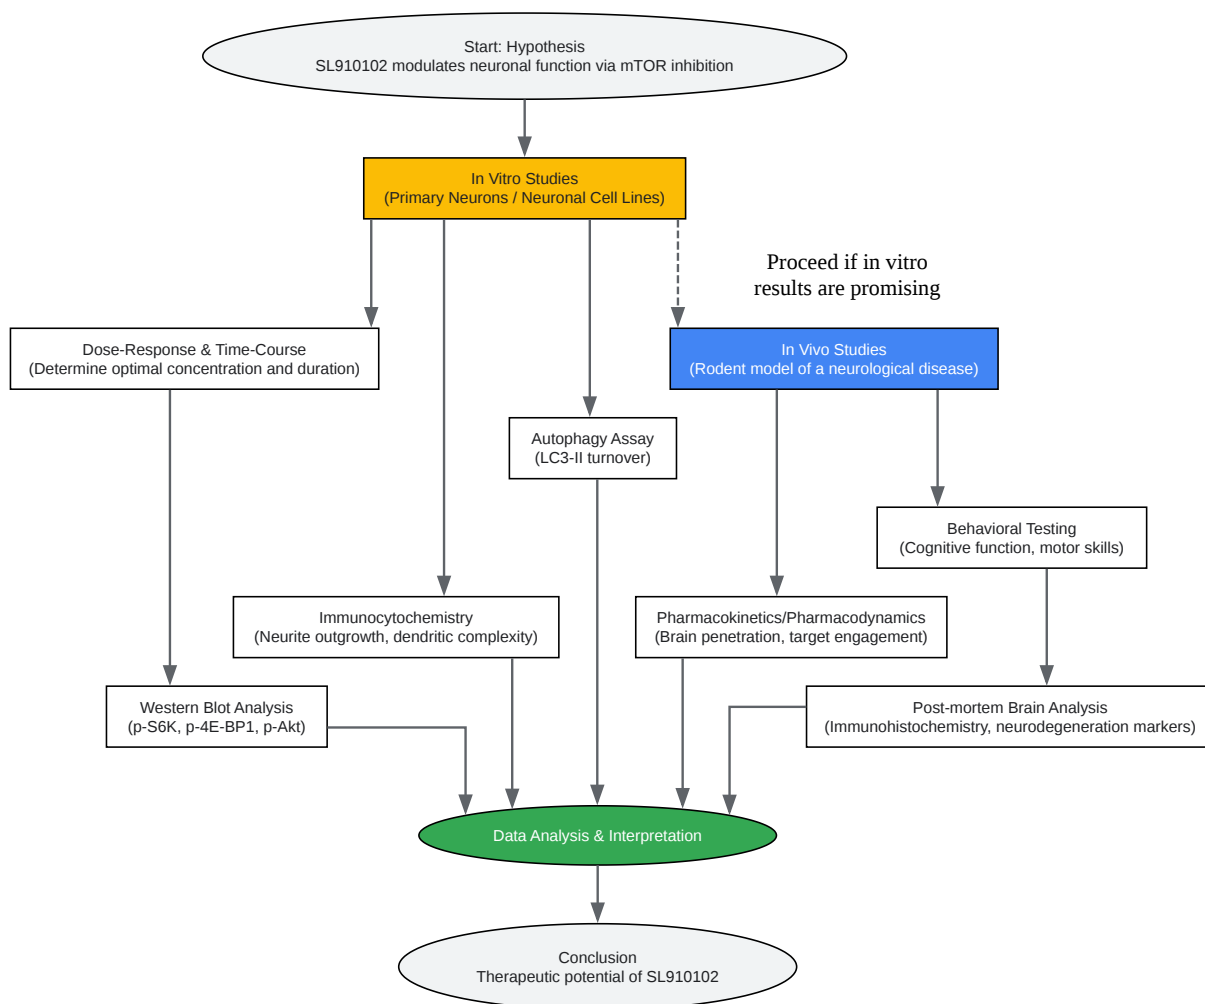 Start: Hypothesis
SL910102 modulates neuronal function via mTOR inhibition
In Vitro Studies
(Primary Neurons / Neuronal Cell Lines)
Proceed if in vitro
results are promising
Dose-Response & Time-Course
(Determine optimal concentration and duration)
In Vivo Studies
(Rodent model of a neurological disease)
Autophagy Assay
(LC3-II turnover)
Behavioral Testing
(Cognitive function, motor skills)
Immunocytochemistry
(Neurite outgrowth, dendritic complexity)
Pharmacokinetics/Pharmacodynamics
(Brain penetration, target engagement)
Western Blot Analysis
(p-S6K, p-4E-BP1, p-Akt)
Post-mortem Brain Analysis
(Immunohistochemistry, neurodegeneration markers)
Data Analysis & Interpretation
Conclusion
Therapeutic potential of SL910102